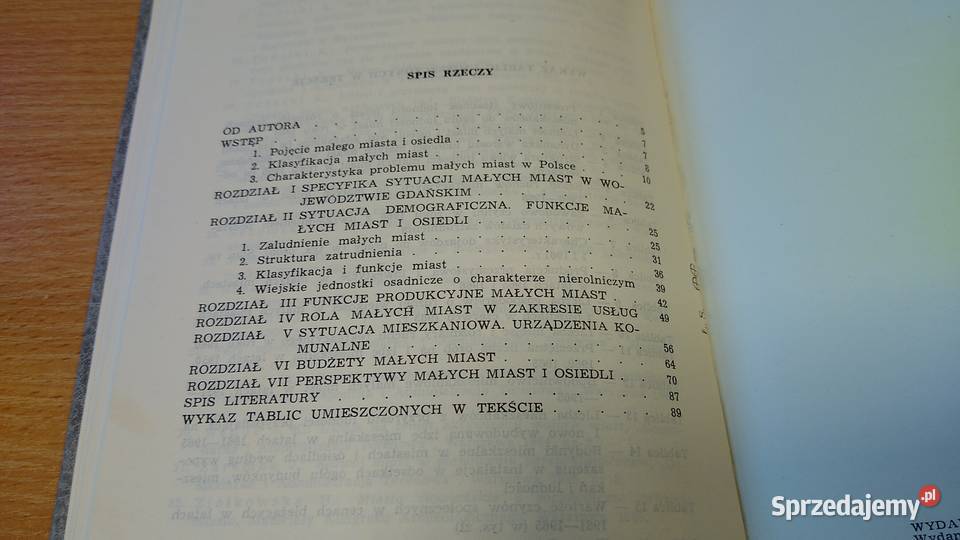 SPIS RZECZY
OD AUTORA . . . . . . . . . . . . 5
WSTĘP . . . . . . . . . . . . 7
1. Pojęcie małego miasta i osiedla . . . . . . . 7
2. Klasyfikacja małych miast . . . . . . . 8
3. Charakterystyka problemu małych miast w Polsce . . . 10
ROZDZIAŁ I SPECYFIKA SYTUACJI MAŁYCH MIAST W WO-
JEWÓDZTWIE GDAŃSKIM . . . . . . 22
ROZDZIAŁ II SYTUACJA DEMOGRAFICZNA. FUNKCJE MA-
ŁYCH MIAST I OSIEDLI . . . . . . 25
1. Zaludnienie małych miast . . . . . . . 25
2. Struktura zatrudnienia . . . . . . . 31
3. Klasyfikacja i funkcje miast . . . . . . . 36
4. Wiejskie jednostki osadnicze o charakterze nierolniczym 39
ROZDZIAŁ III FUNKCJE PRODUKCYJNE MAŁYCH MIAST . 42
ROZDZIAŁ IV ROLA MAŁYCH MIAST W ZAKRESIE USŁUG 49
ROZDZIAŁ V SYTUACJA MIESZKANIOWA. URZĄDZENIA KO-
MUNALNE . . . . . . . . . 56
ROZDZIAŁ VI BUDŻETY MAŁYCH MIAST . . . . . 64
ROZDZIAŁ VII PERSPEKTYWY MAŁYCH MIAST I OSIEDLI . . 70
SPIS LITERATURY . . . . . . . . . . 87
WYKAZ TABLIC UMIESZCZONYCH W TEKŚCIE . . . . 89
WYDA
Wydan
Sprzedajemy.pl